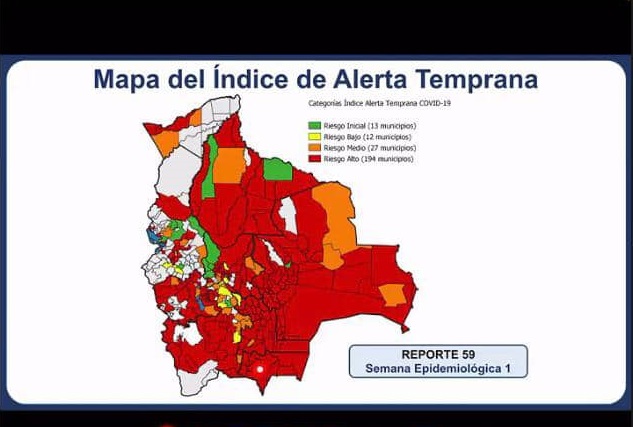 Mapa del Índice de Alerta Temprana
Categorías Índice Alerta Temprana COVID-19
Riesgo Inicial (13 municipios)
Riesgo Bajo (12 municipios)
Riesgo Medio (27 municipios)
Riesgo Alto (194 municipios)
REPORTE 59
Semana Epidemiológica 1